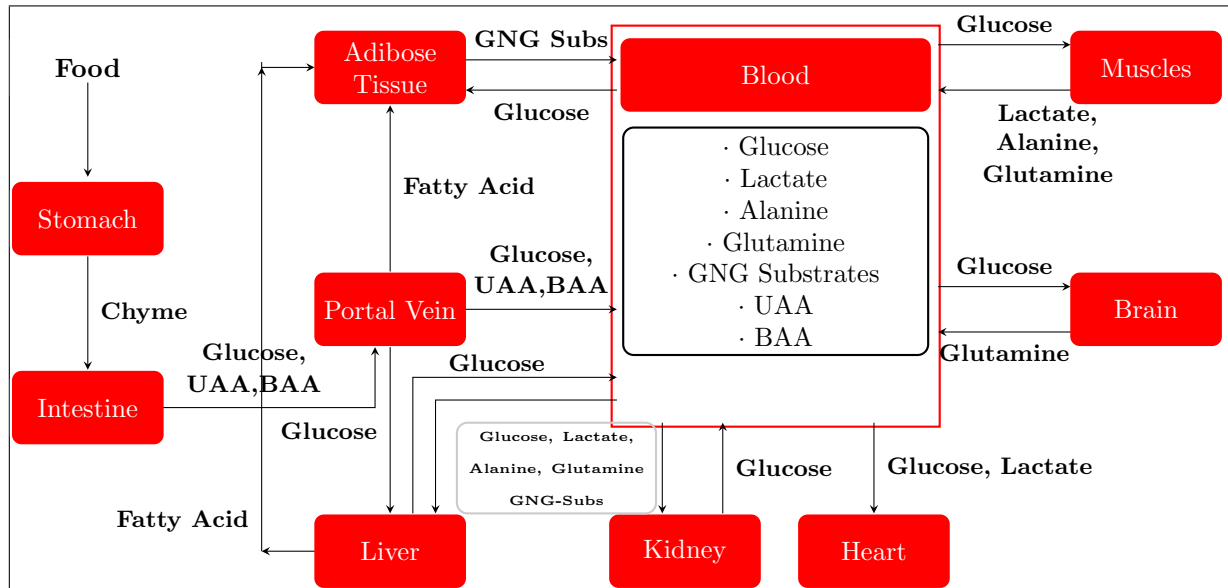 Food
Stomach
Chyme
Intestine
Glucose,
UAA,BAA
Adibose
Tissue
GNG Subs
Glucose
Fatty Acid
Portal Vein
Glucose,
UAA,BAA
Glucose
Glucose
Fatty Acid
Liver
Blood
· Glucose
· Lactate
· Alanine
· Glutamine
· GNG Substrates
· UAA
· BAA
Glucose
Muscles
Lactate,
Alanine,
Glutamine
Glucose
Brain
Glutamine
Glucose, Lactate,
Alanine, Glutamine
GNG-Subs
Glucose
Kidney
Glucose, Lactate
Heart